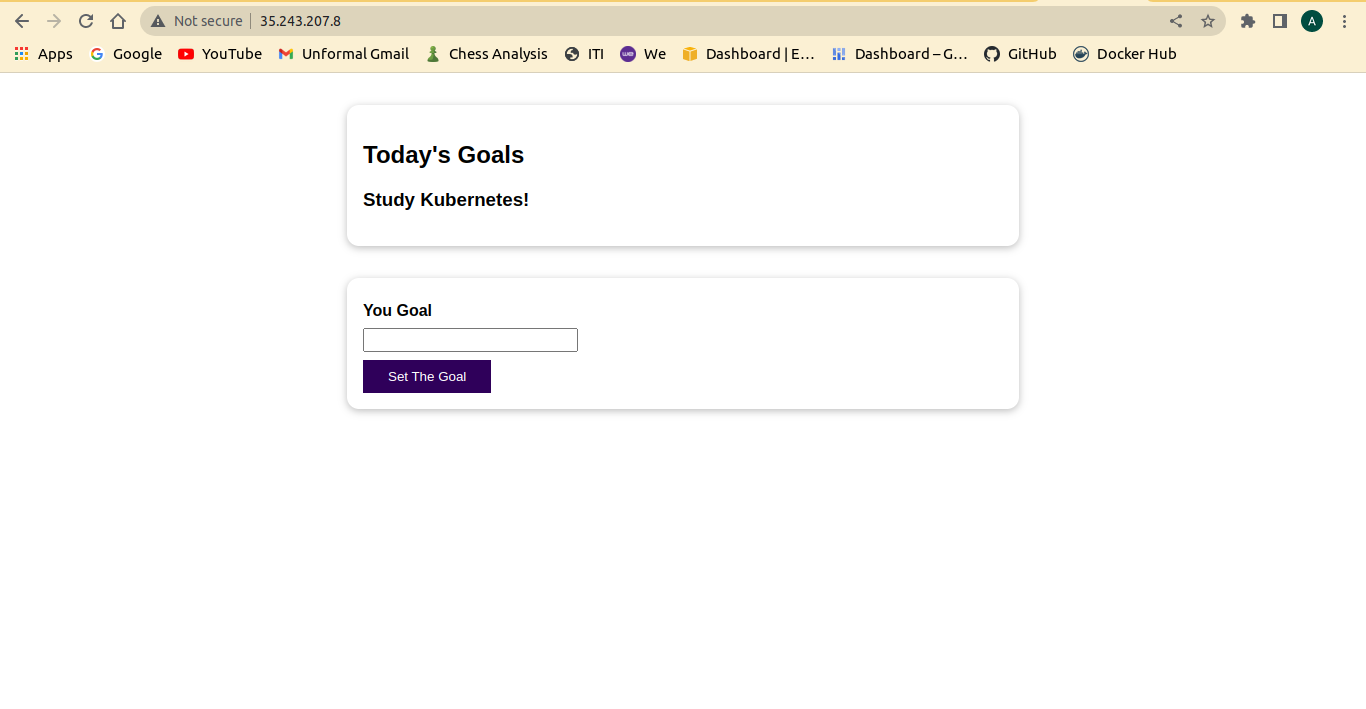 Not secure 35.243.207.8 A
Apps Google YouTube Unformal Gmail Chess Analysis ITI We Dashboard | E... Dashboard – G... GitHub Docker Hub
Today's Goals
Study Kubernetes!
You Goal
Set The Goal